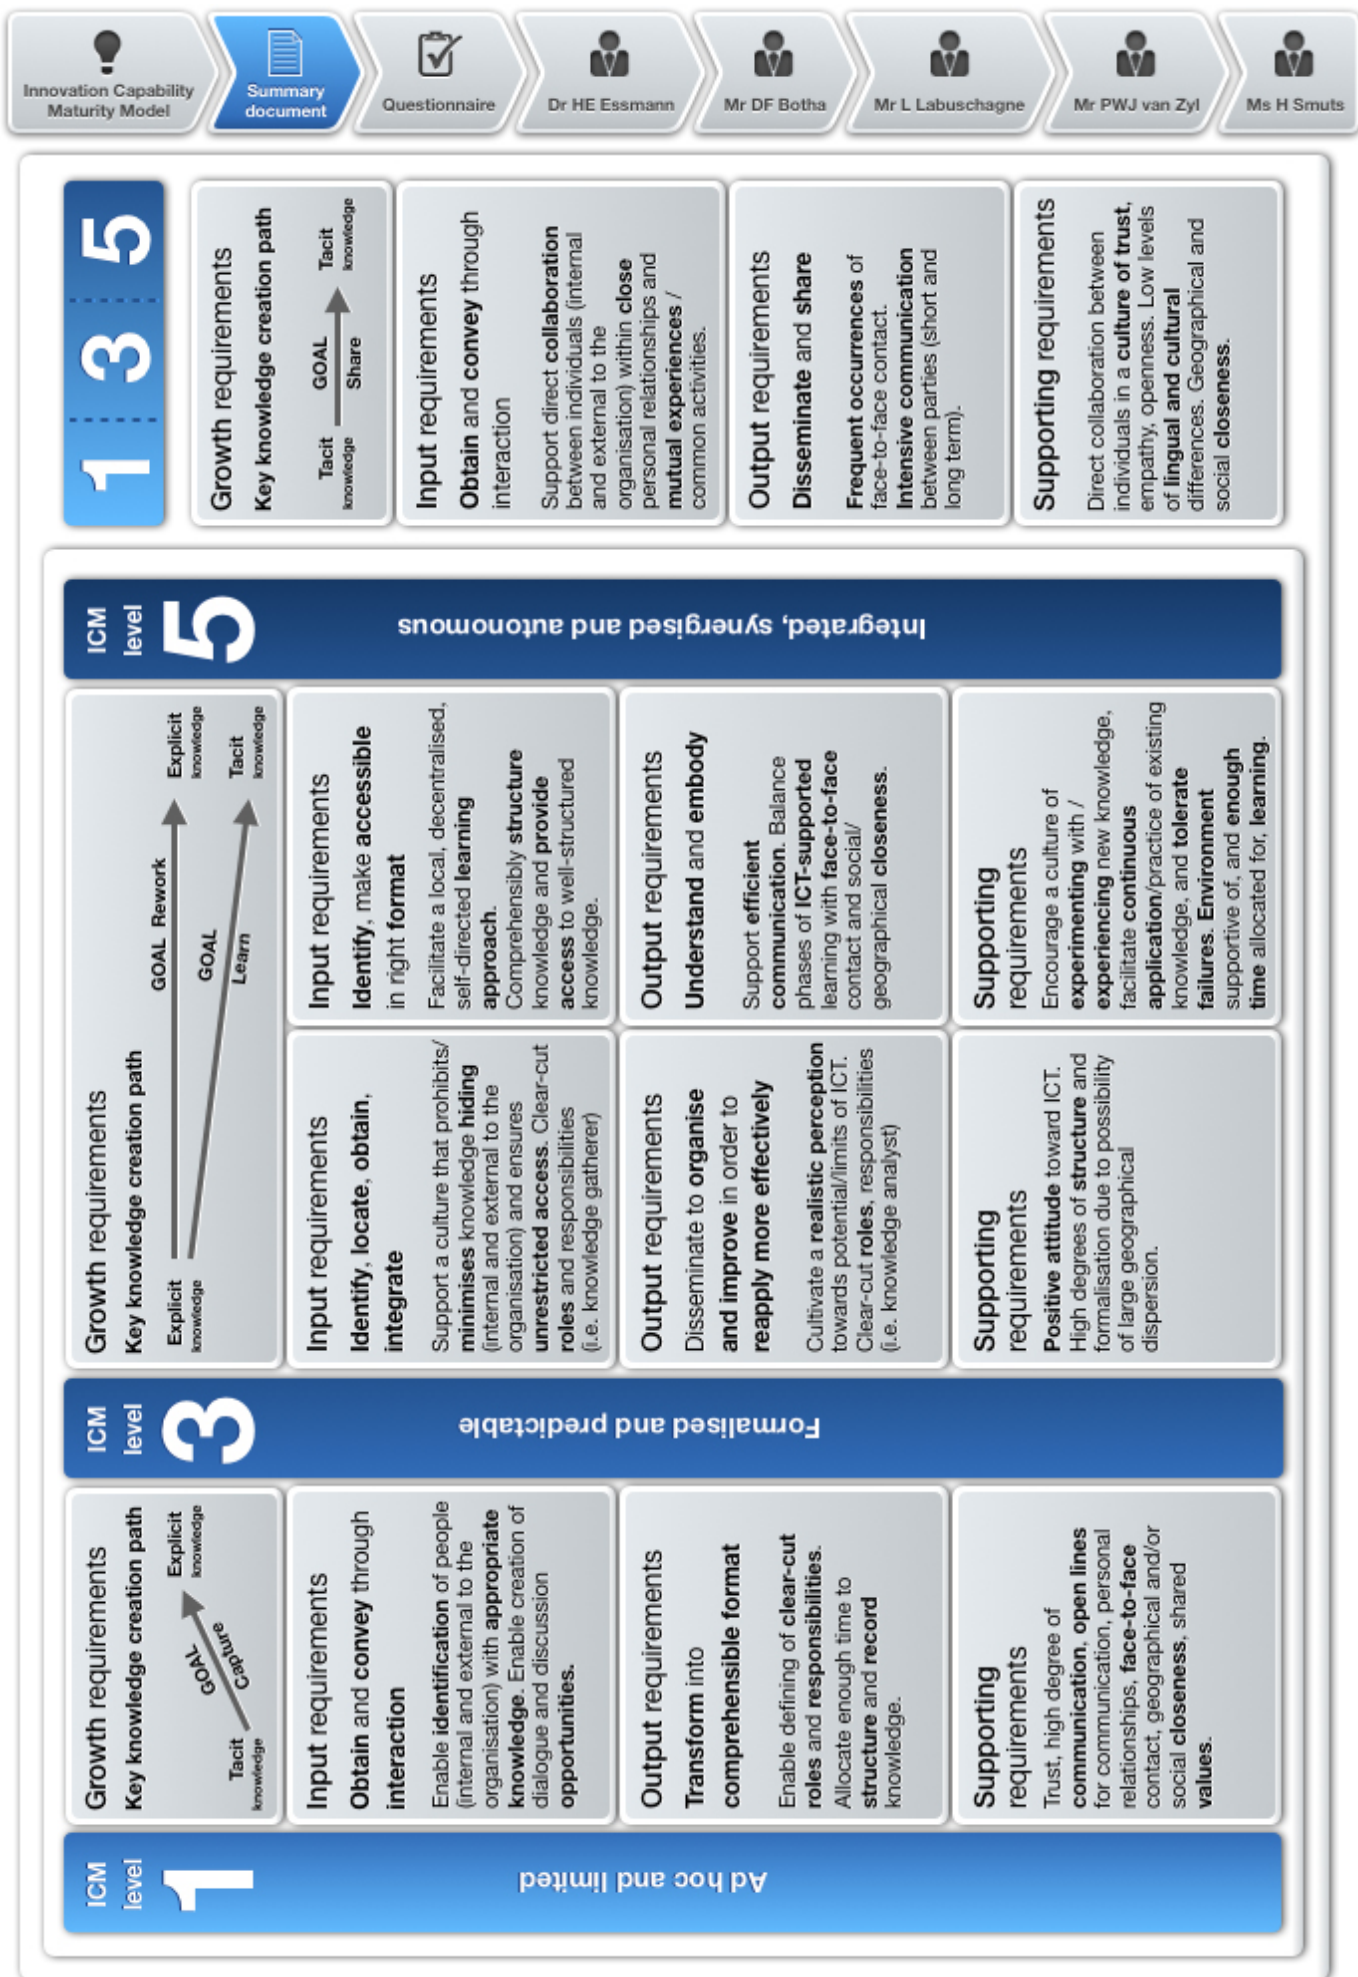 Innovation Capability
Maturity Model
Summary
document
Questionnaire
Dr HE Essmann
Mr DF Botha
Mr L Labuschagne
Mr PWJ van Zyl
Ms H Smuts
ICM
level
1
Ad hoc and limited
Growth requirements
Key knowledge creation path
Tacit
knowledge
GOAL
Capture
Explicit
knowledge
Input requirements
Obtain and convey through
interaction
Enable identification of people
(internal and external to the
organisation) with appropriate
knowledge. Enable creation of
dialogue and discussion
opportunities.
Output requirements
Transform into
comprehensible format
Enable defining of clear-cut
roles and responsibilities.
Allocate enough time to
structure and record
knowledge.
Supporting
requirements
Trust, high degree of
communication, open lines
for communication, personal
relationships, face-to-face
contact, geographical and/or
social closeness, shared
values.
ICM
level
3
Formalised and predictable
Growth requirements
Key knowledge creation path
Explicit
knowledge
GOAL Rework
Explicit
knowledge
GOAL
Learn
Tacit
knowledge
Input requirements
Identify, locate, obtain,
integrate
Support a culture that prohibits/
minimises knowledge hiding
(internal and external to the
organisation) and ensures
unrestricted access. Clear-cut
roles and responsibilities
(i.e. knowledge gatherer)
Output requirements
Disseminate to organise
and improve in order to
reapply more effectively
Cultivate a realistic perception
towards potential/limits of ICT.
Clear-cut roles, responsibilities
(i.e. knowledge analyst)
Supporting
requirements
Positive attitude toward ICT.
High degrees of structure and
formalisation due to possibility
of large geographical
dispersion.
Input requirements
Identify, make accessible
in right format
Facilitate a local, decentralised,
self-directed learning
approach.
Comprehensibly structure
knowledge and provide
access to well-structured
knowledge.
Output requirements
Understand and embody
Support efficient
communication. Balance
phases of ICT-supported
learning with face-to-face
contact and social/
geographical closeness.
Supporting
requirements
Encourage a culture of
experimenting with /
experiencing new knowledge,
facilitate continuous
application/practice of existing
knowledge, and tolerate
failures. Environment
supportive of, and enough
time allocated for, learning.
ICM
level
5
Integrated, synergised and autonomous
1 3 5
Growth requirements
Key knowledge creation path
Tacit
knowledge
GOAL
Share
Tacit
knowledge
Input requirements
Obtain and convey through
interaction
Support direct collaboration
between individuals (internal
and external to the
organisation) within close
personal relationships and
mutual experiences /
common activities.
Output requirements
Disseminate and share
Frequent occurrences of
face-to-face contact.
Intensive communication
between parties (short and
long term).
Supporting requirements
Direct collaboration between
individuals in a culture of trust,
empathy, openness. Low levels
of lingual and cultural
differences. Geographical and
social closeness.